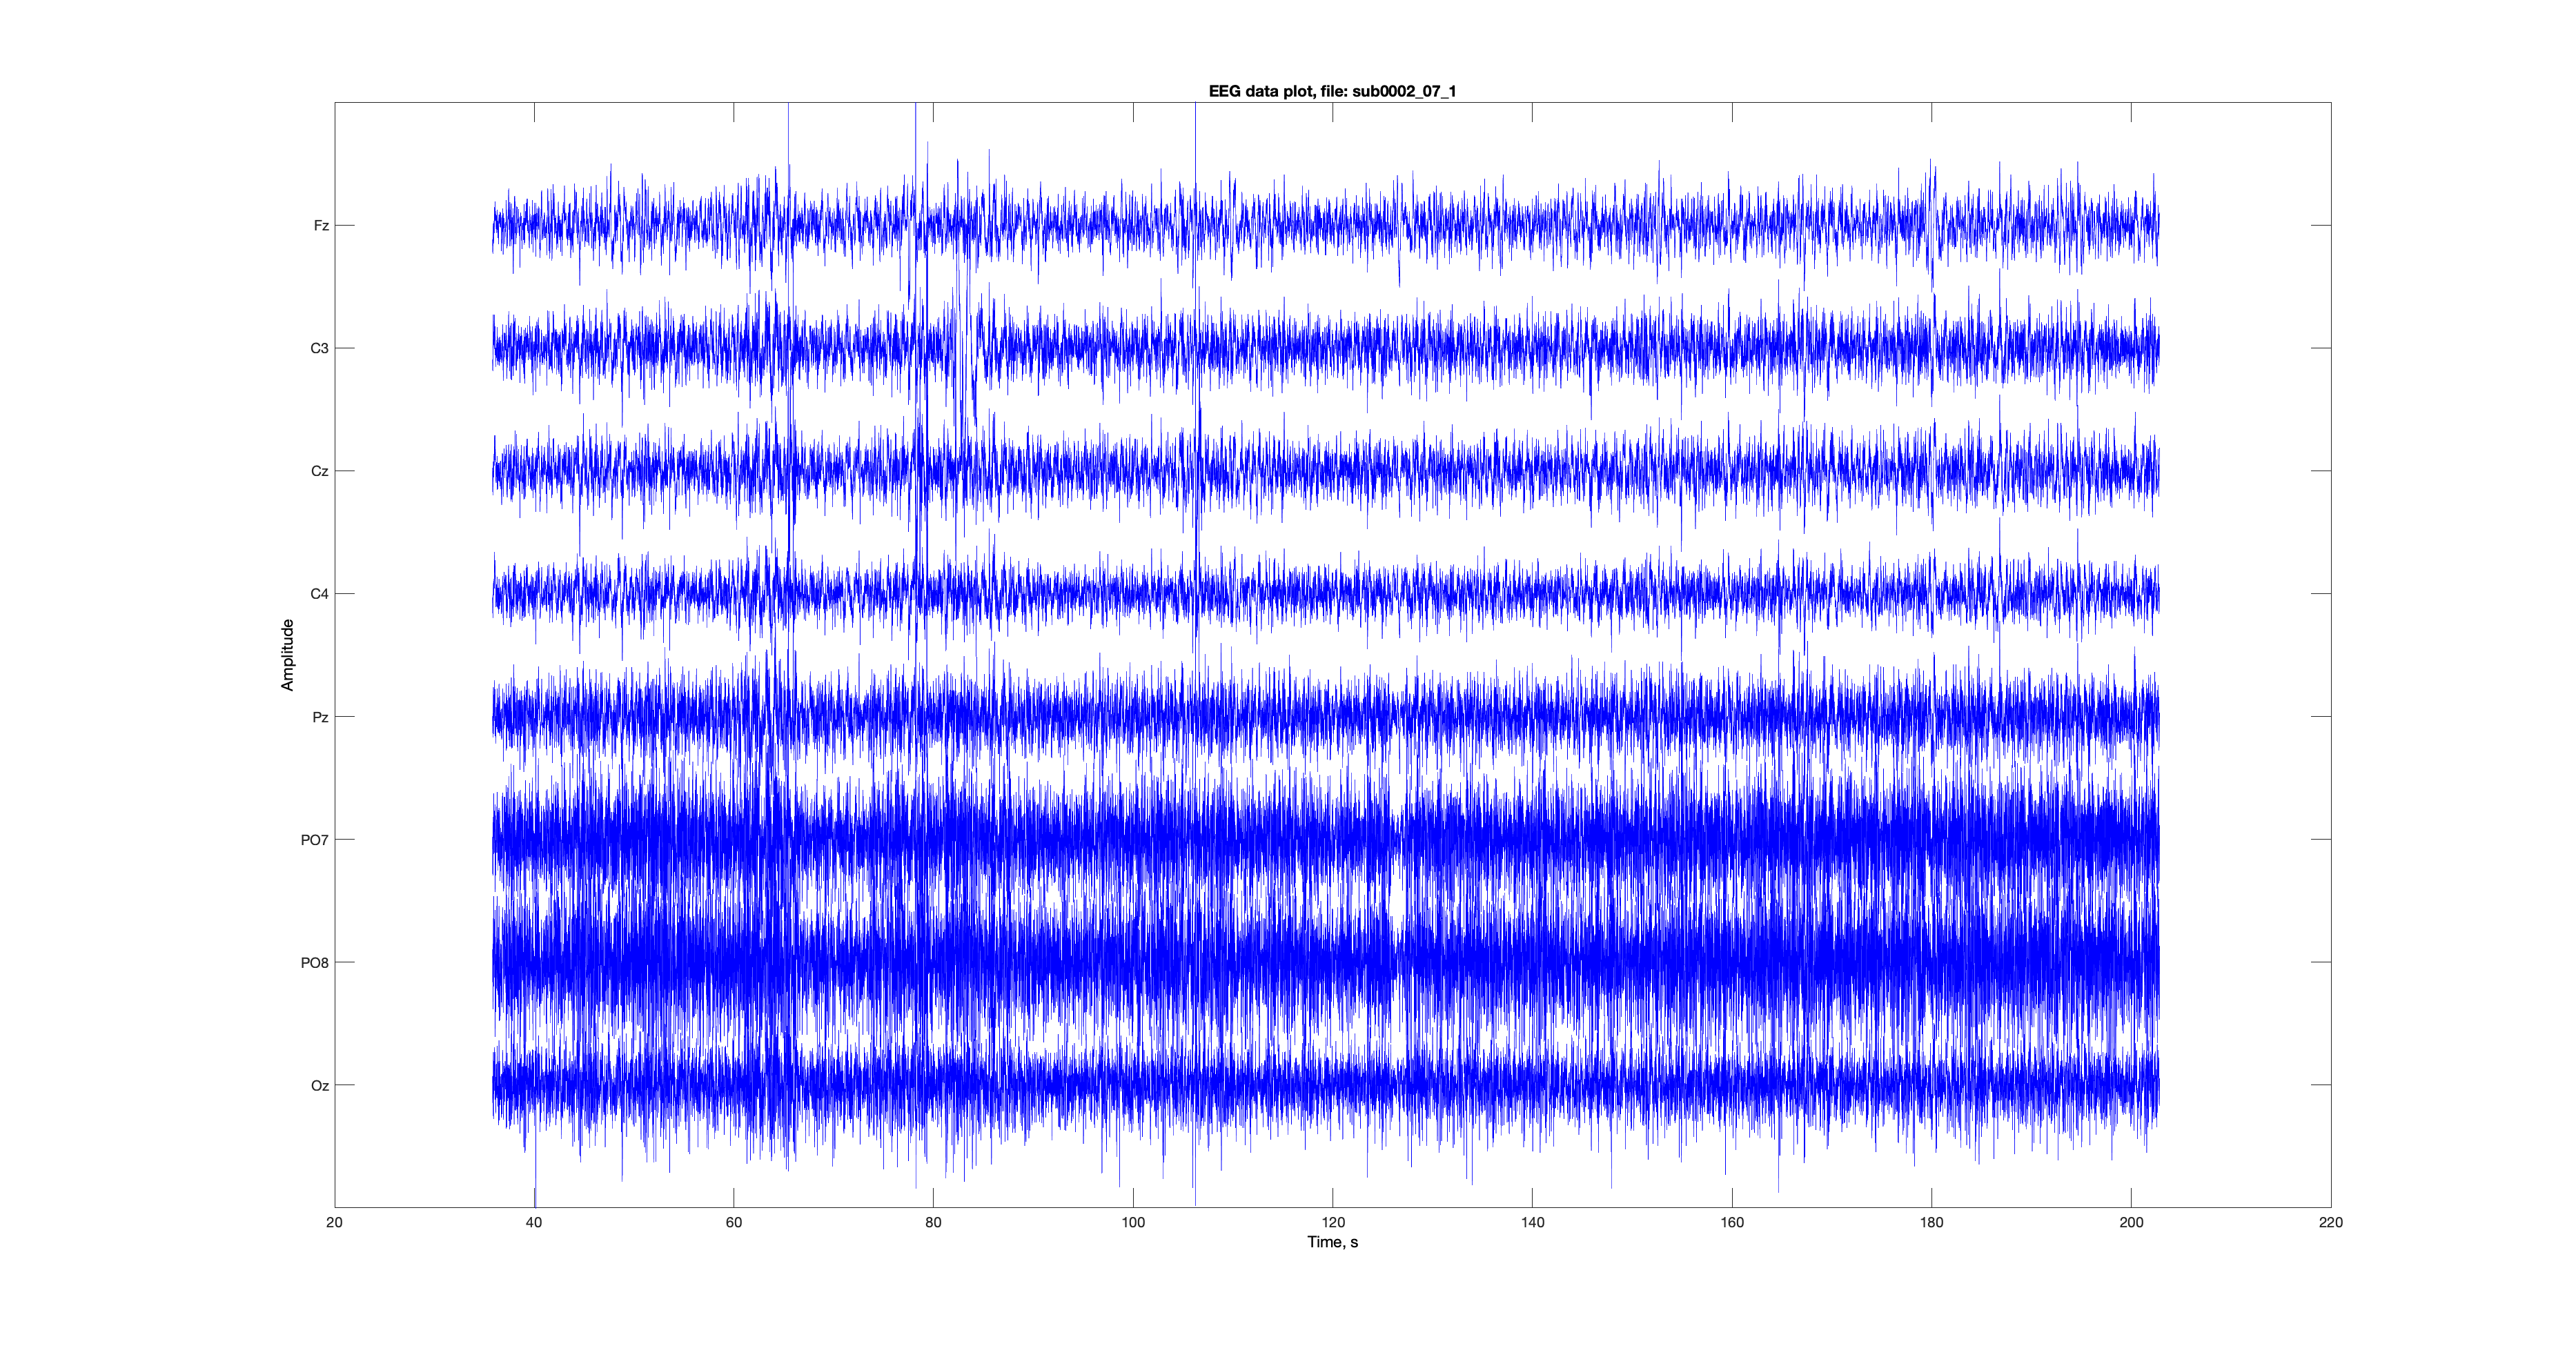 EEG data plot, file: sub0002_07_1
Fz
C3
Cz
C4
Amplitude
Pz
PO7
PO8
Oz
20 40 60 80 100 120 140 160 180 200 220
Time, s